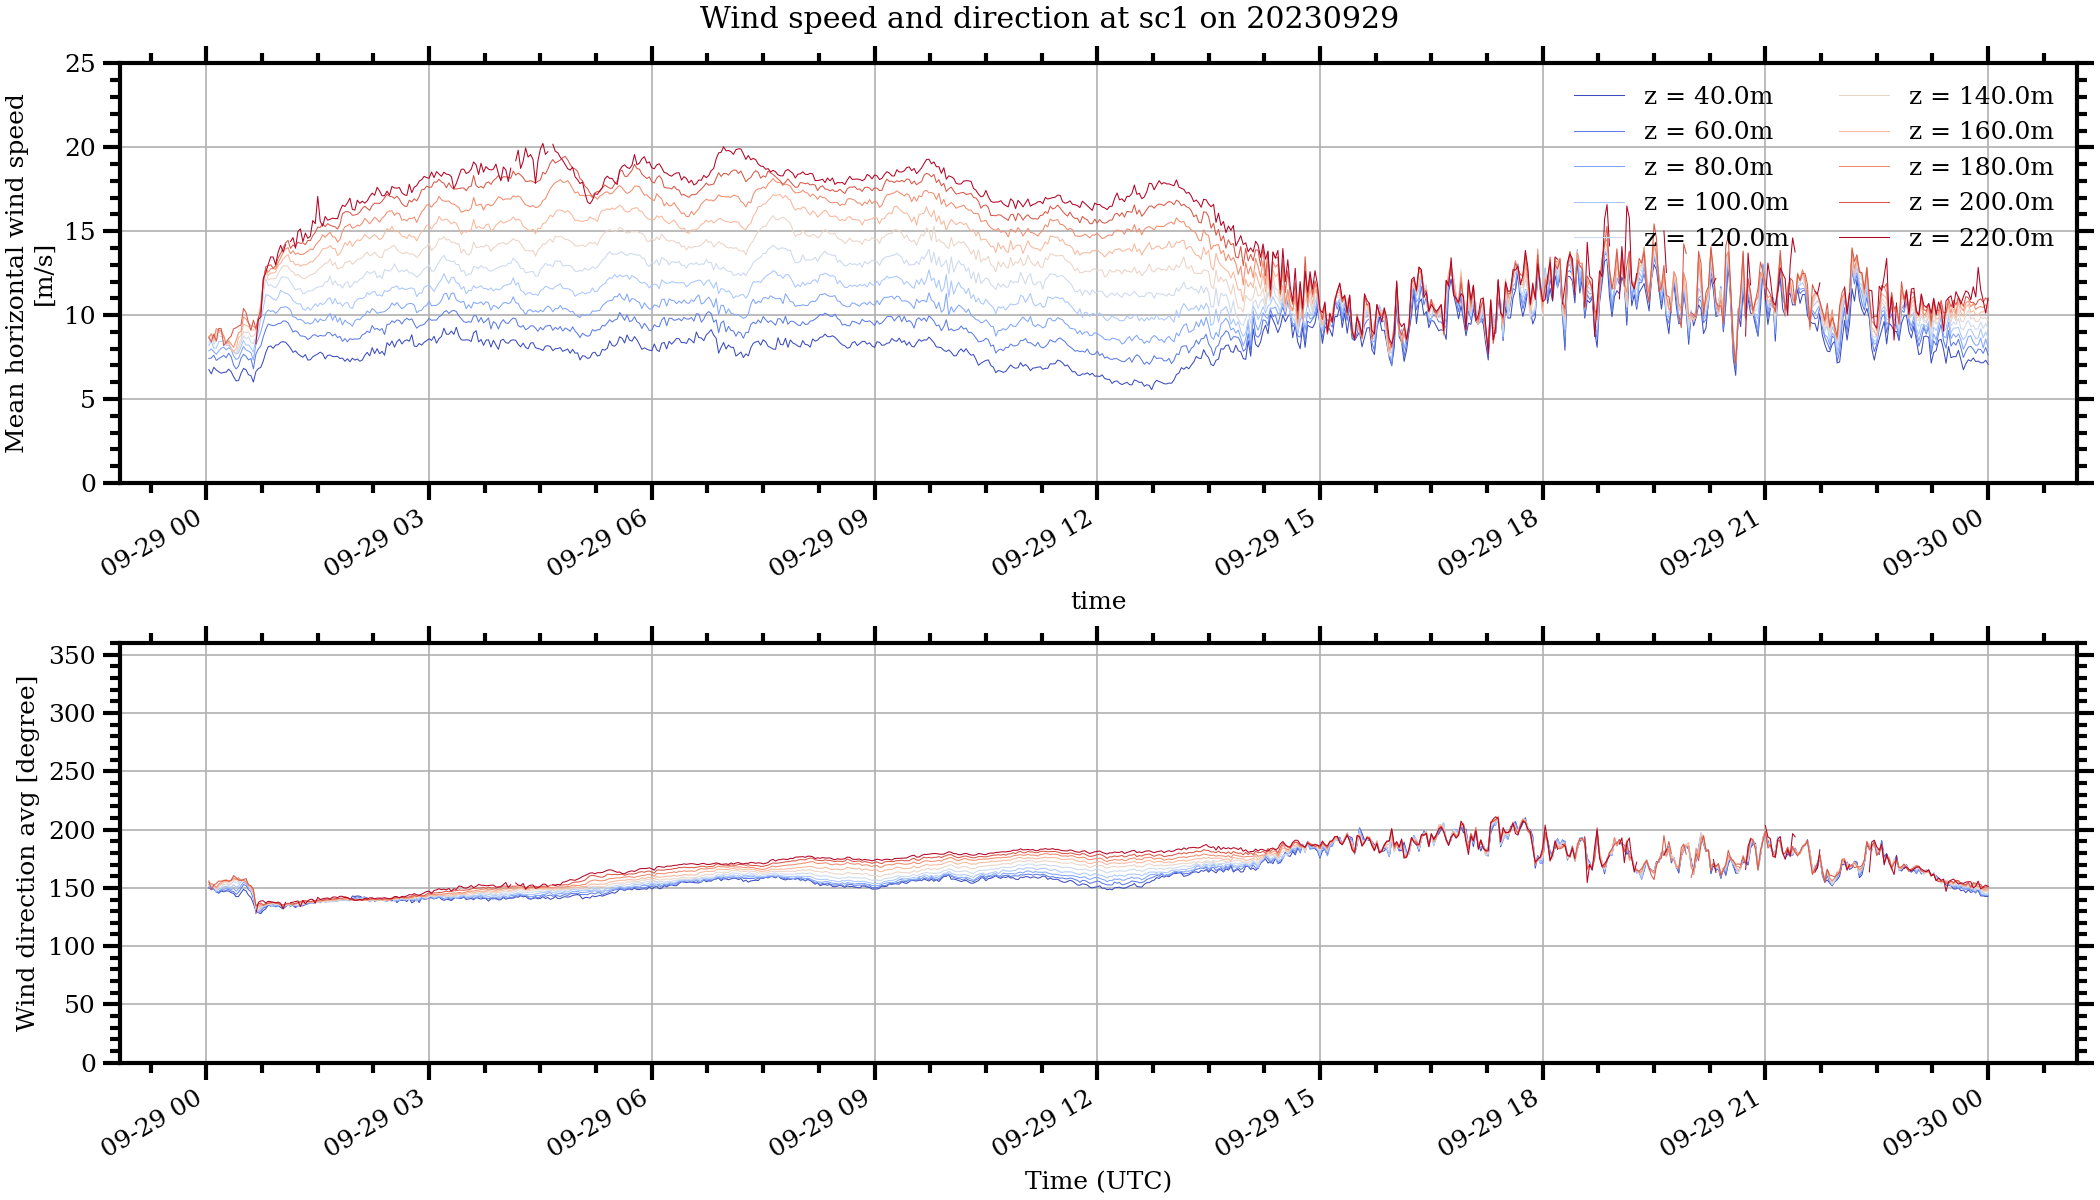 Wind speed and direction at sc1 on 20230929
Mean horizontal wind speed
[m/s]
25
20
15
10
5
0
z = 40.0m
z = 60.0m
z = 80.0m
z = 100.0m
z = 120.0m
z = 140.0m
z = 160.0m
z = 180.0m
z = 200.0m
z = 220.0m
09-29 00
09-29 03
09-29 06
09-29 09
09-29 12
09-29 15
09-29 18
09-29 21
09-30 00
time
Wind direction avg [degree]
350
300
250
200
150
100
50
0
09-29 00
09-29 03
09-29 06
09-29 09
09-29 12
09-29 15
09-29 18
09-29 21
09-30 00
Time (UTC)